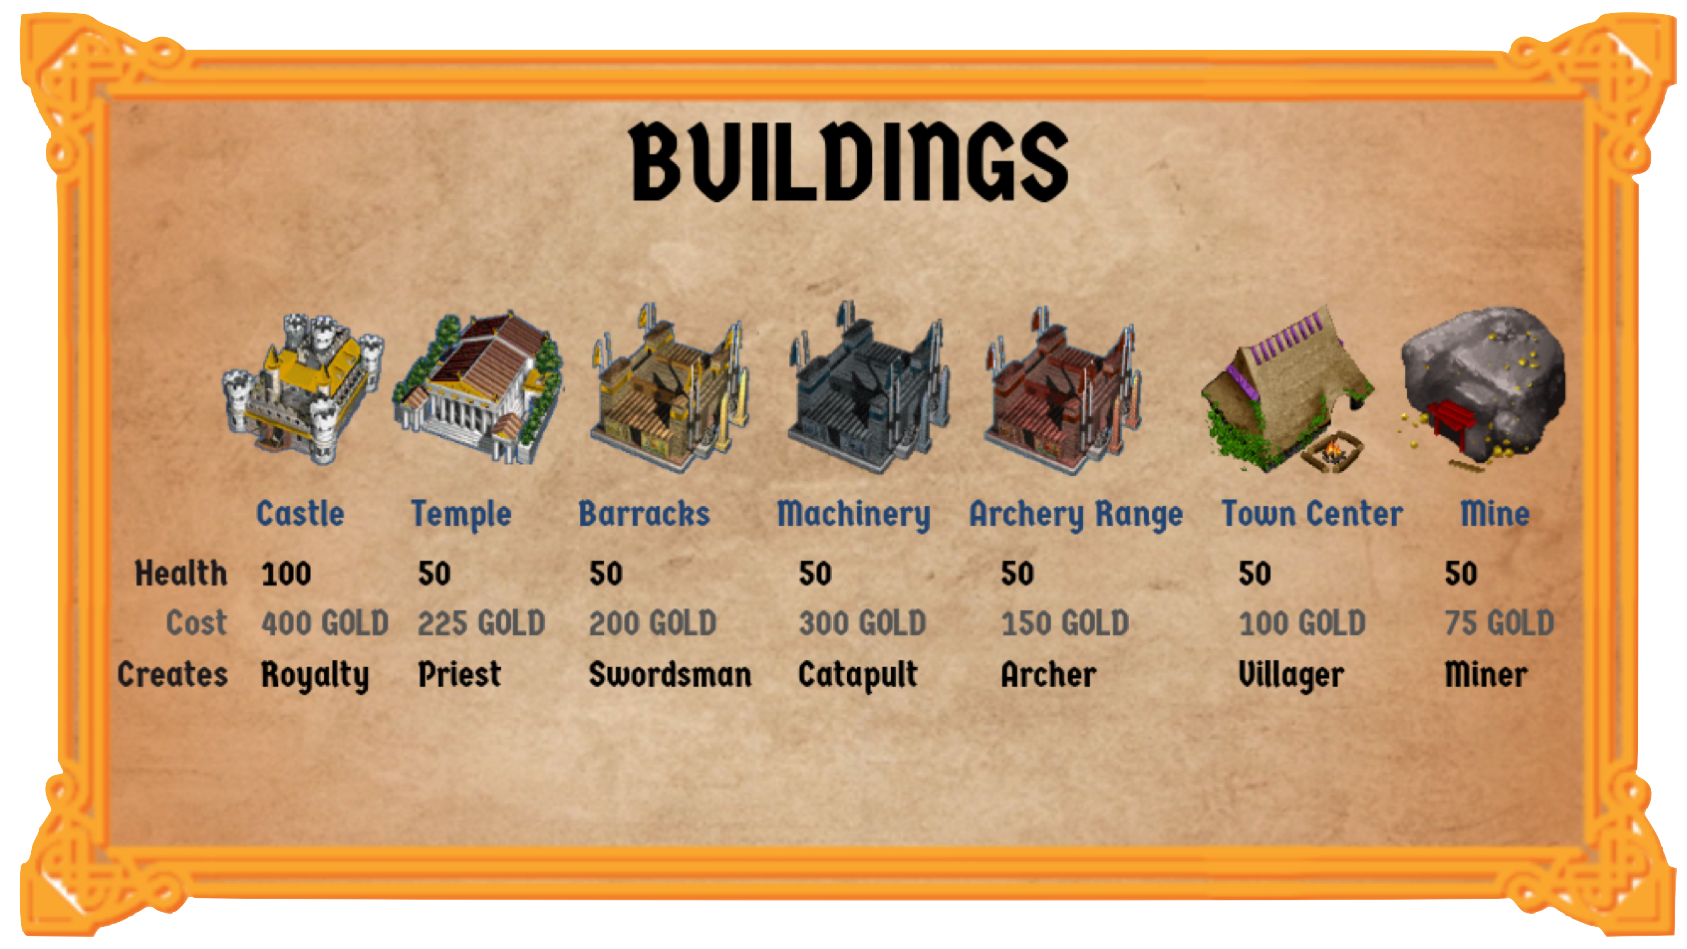 BUILDINGS
Castle Temple Barracks Machinery Archery Range Town Center Mine
Health 100 50 50 50 50 50 50
Cost 400 GOLD 225 GOLD 200 GOLD 300 GOLD 150 GOLD 100 GOLD 75 GOLD
Creates Royalty Priest Swordsman Catapult Archer Villager Miner